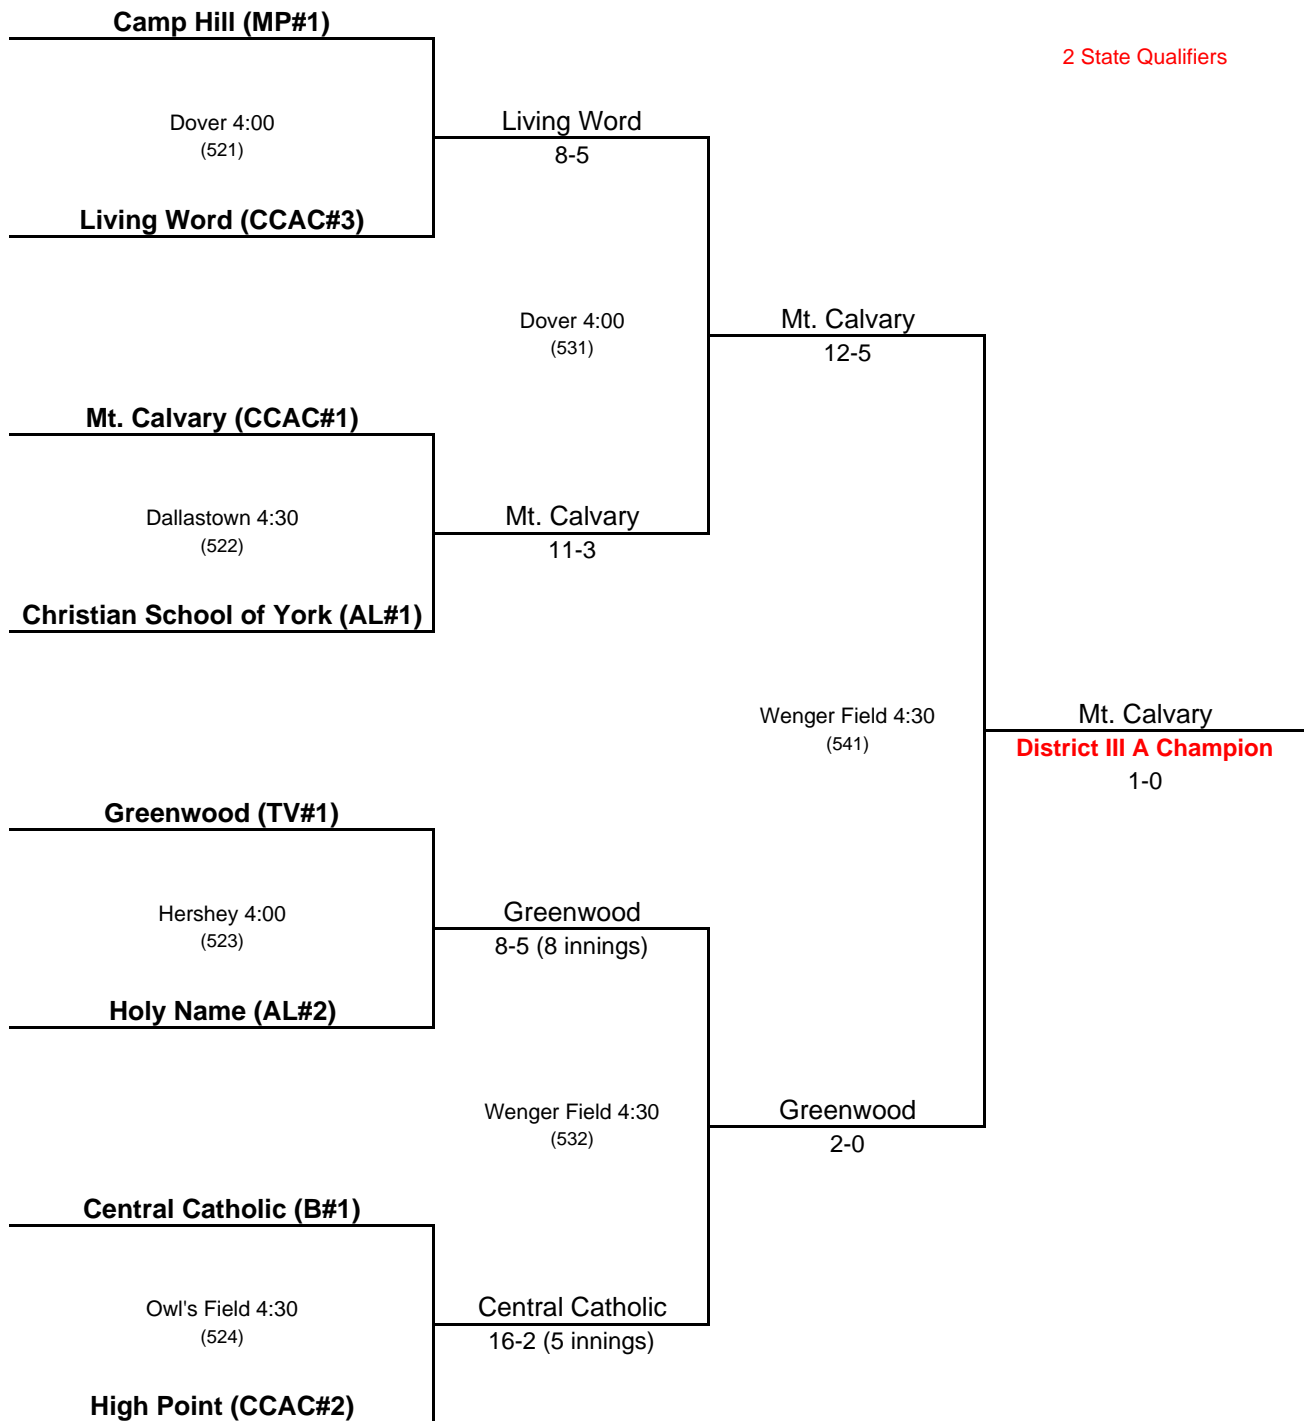 Camp Hill (MP#1)
2 State Qualifiers
Dover 4:00
(521)
Living Word
8-5
Living Word (CCAC#3)
Dover 4:00
(531)
Mt. Calvary
12-5
Mt. Calvary (CCAC#1)
Dallastown 4:30
(522)
Mt. Calvary
11-3
Christian School of York (AL#1)
Wenger Field 4:30
(541)
Mt. Calvary
District III A Champion
1-0
Greenwood (TV#1)
Hershey 4:00
(523)
Greenwood
8-5 (8 innings)
Holy Name (AL#2)
Wenger Field 4:30
(532)
Greenwood
2-0
Central Catholic (B#1)
Owl's Field 4:30
(524)
Central Catholic
16-2 (5 innings)
High Point (CCAC#2)